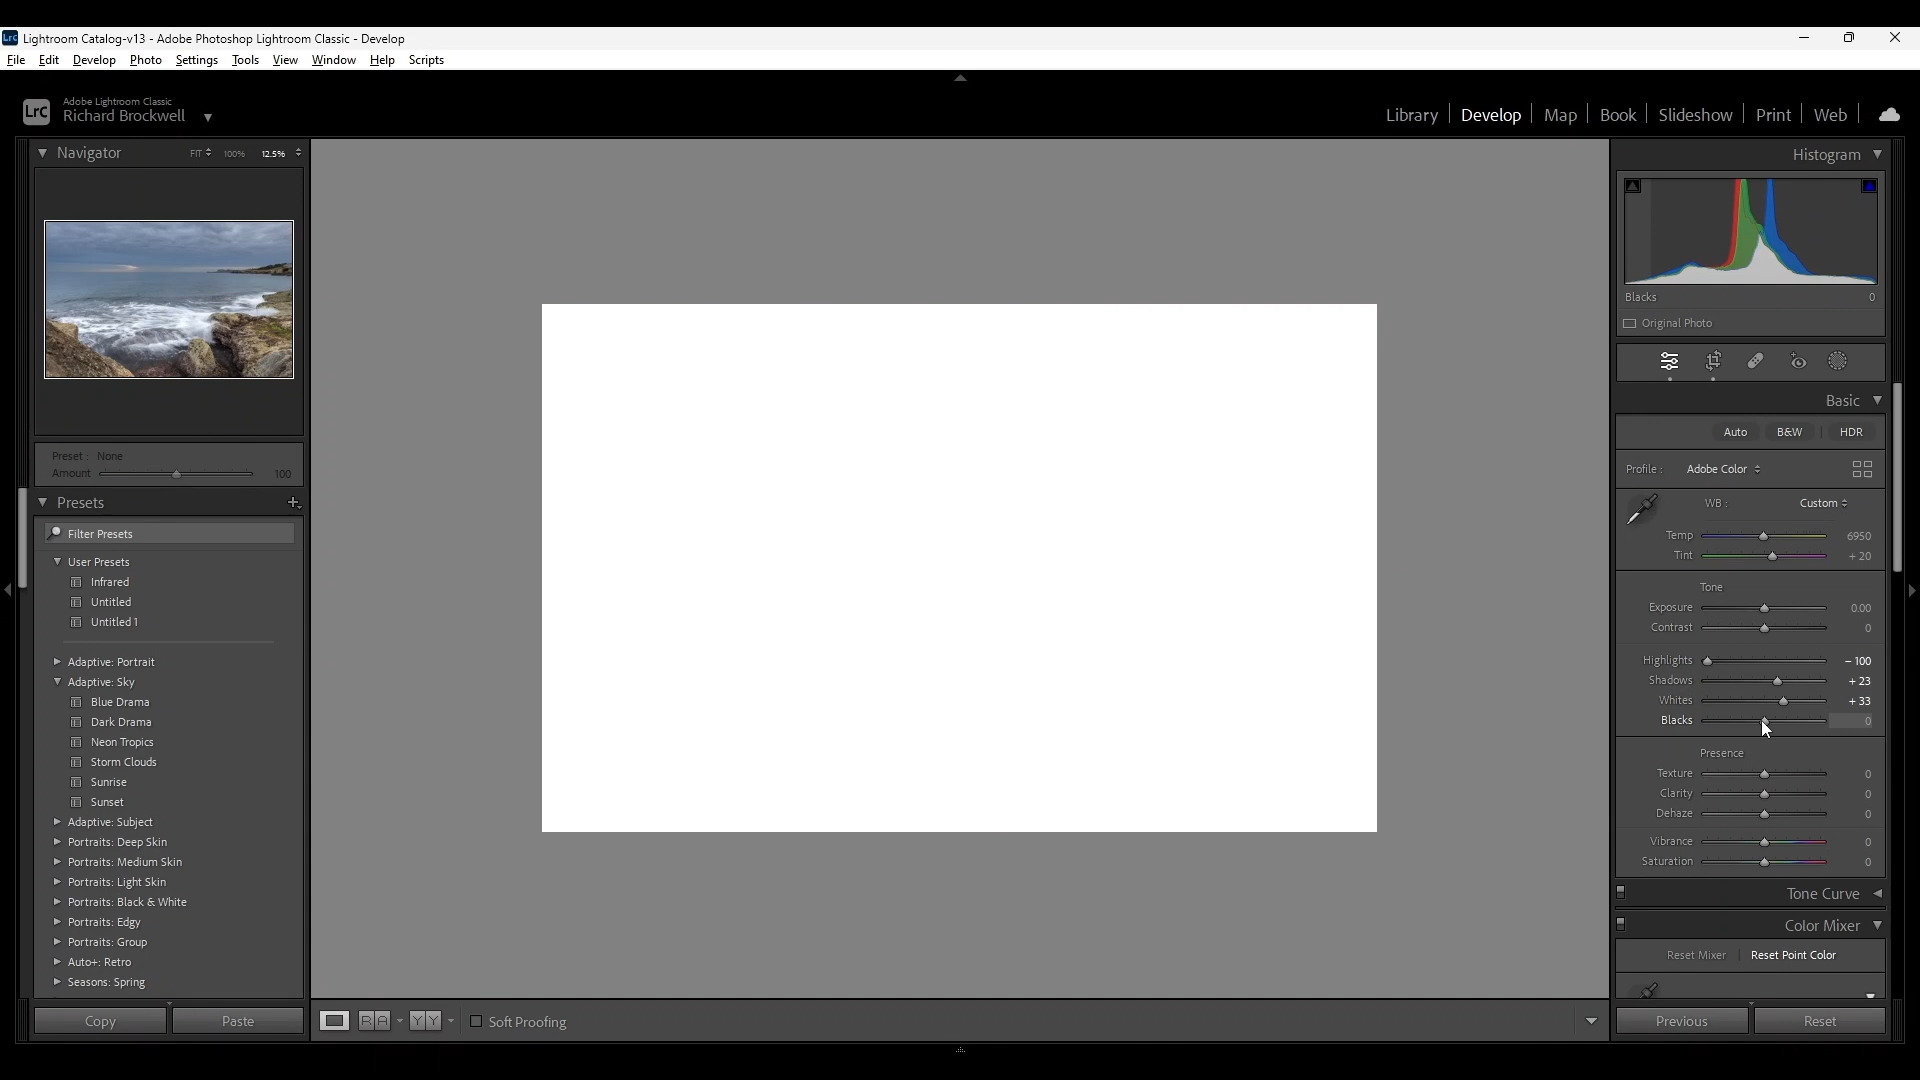 Lrc Lightroom Catalog-v13 - Adobe Photoshop Lightroom Classic - Develop
File Edit Develop Photo Settings Tools View Window Help Scripts
LrC
Adobe Lightroom Classic
Richard Brockwell
Library | Develop | Map | Book | Slideshow | Print | Web
Navigator FIT 100% 12.5%
Preset : None
Amount 100
Presets
Filter Presets
User Presets
Infrared
Untitled
Untitled 1
Adaptive: Portrait
Adaptive: Sky
Blue Drama
Dark Drama
Neon Tropics
Storm Clouds
Sunrise
Sunset
Adaptive: Subject
Portraits: Deep Skin
Portraits: Medium Skin
Portraits: Light Skin
Portraits: Black & White
Portraits: Edgy
Portraits: Group
Auto+: Retro
Seasons: Spring
Copy Paste
R A Y Y Soft Proofing
Histogram
Blacks 0
Original Photo
Basic
Auto B&W HDR
Profile : Adobe Color
WB : Custom
Temp 6950
Tint + 20
Tone
Exposure 0.00
Contrast 0
Highlights − 100
Shadows + 23
Whites + 33
Blacks 0
Presence
Texture 0
Clarity 0
Dehaze 0
Vibrance 0
Saturation 0
Tone Curve
Color Mixer
Reset Mixer Reset Point Color
Previous Reset